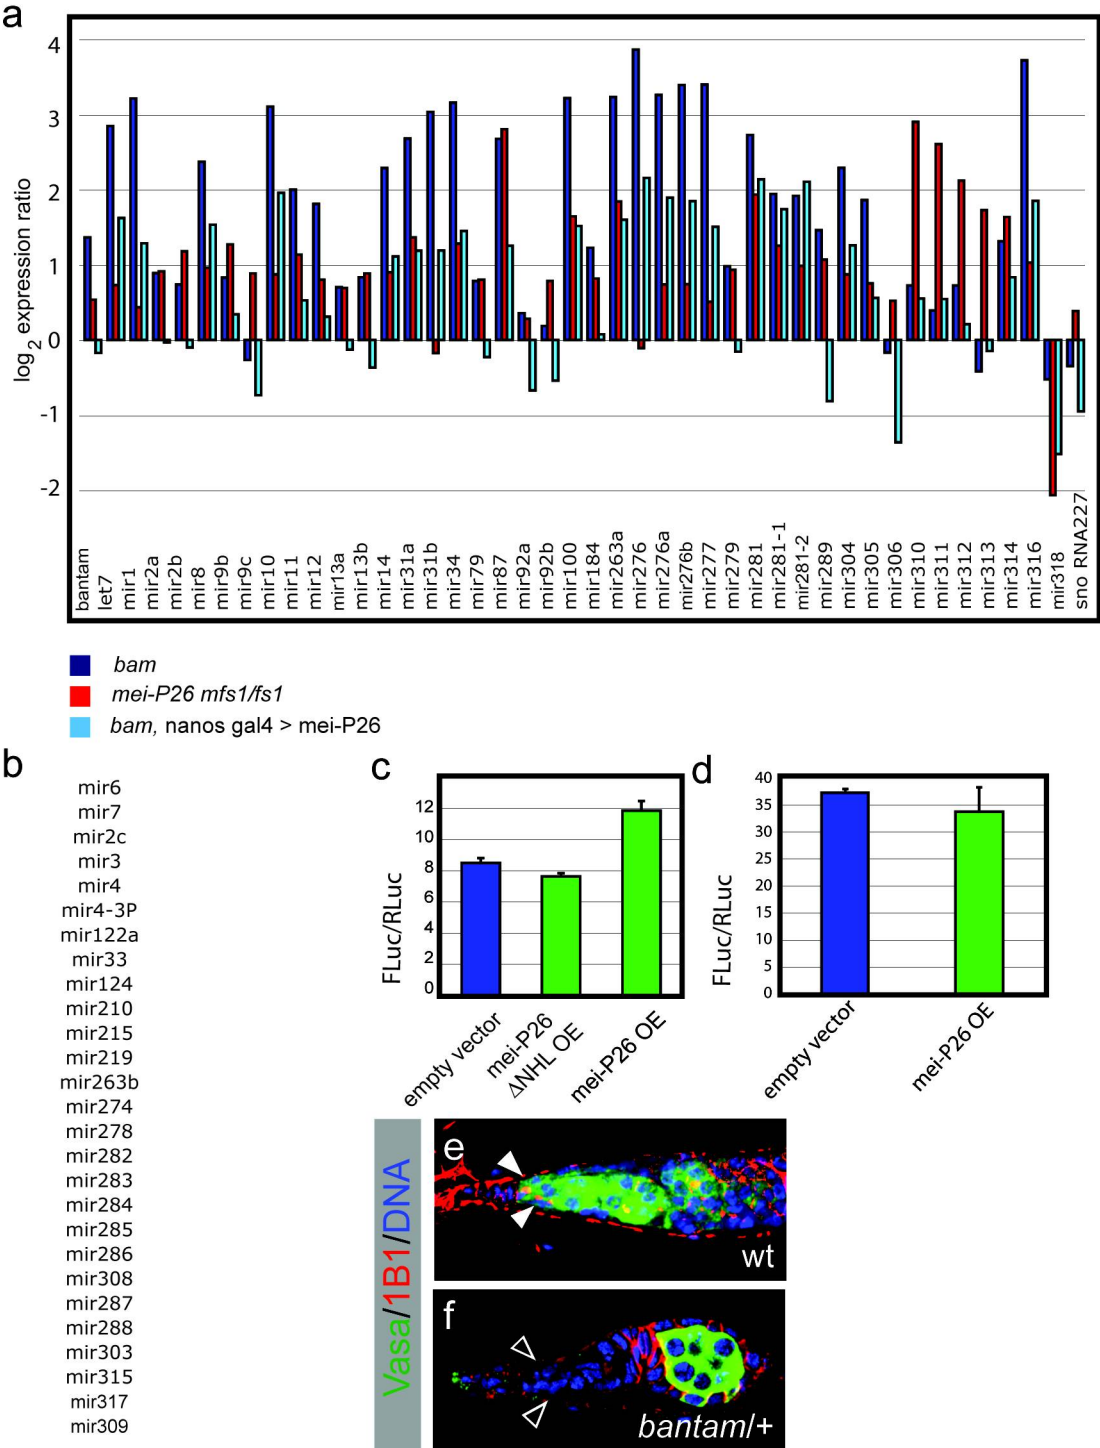 a
4
3
2
1
0
-1
-2
log2 expression ratio
bantam
let7
mir1
mir2a
mir2b
mir8
mir9b
mir9c
mir10
mir11
mir12
mir13a
mir13b
mir14
mir31a
mir31b
mir34
mir79
mir87
mir92a
mir92b
mir100
mir184
mir263a
mir276
mir276a
mir276b
mir277
mir279
mir281
mir281-1
mir281-2
mir289
mir304
mir305
mir306
mir310
mir311
mir312
mir313
mir314
mir316
mir318
sno RNA227
bam
mei-P26 mfs1/fs1
bam, nanos gal4 > mei-P26
b
mir6
mir7
mir2c
mir3
mir4
mir4-3P
mir122a
mir33
mir124
mir210
mir215
mir219
mir263b
mir274
mir278
mir282
mir283
mir284
mir285
mir286
mir308
mir287
mir288
mir303
mir315
mir317
mir309
c
12
10
8
6
4
2
0
FLuc/RLuc
empty vector
mei-P26
ΔNHL OE
mei-P26 OE
d
40
35
30
25
20
15
10
5
0
FLuc/RLuc
empty vector
mei-P26 OE
Vasa/1B1/DNA
e
wt
f
bantam/+